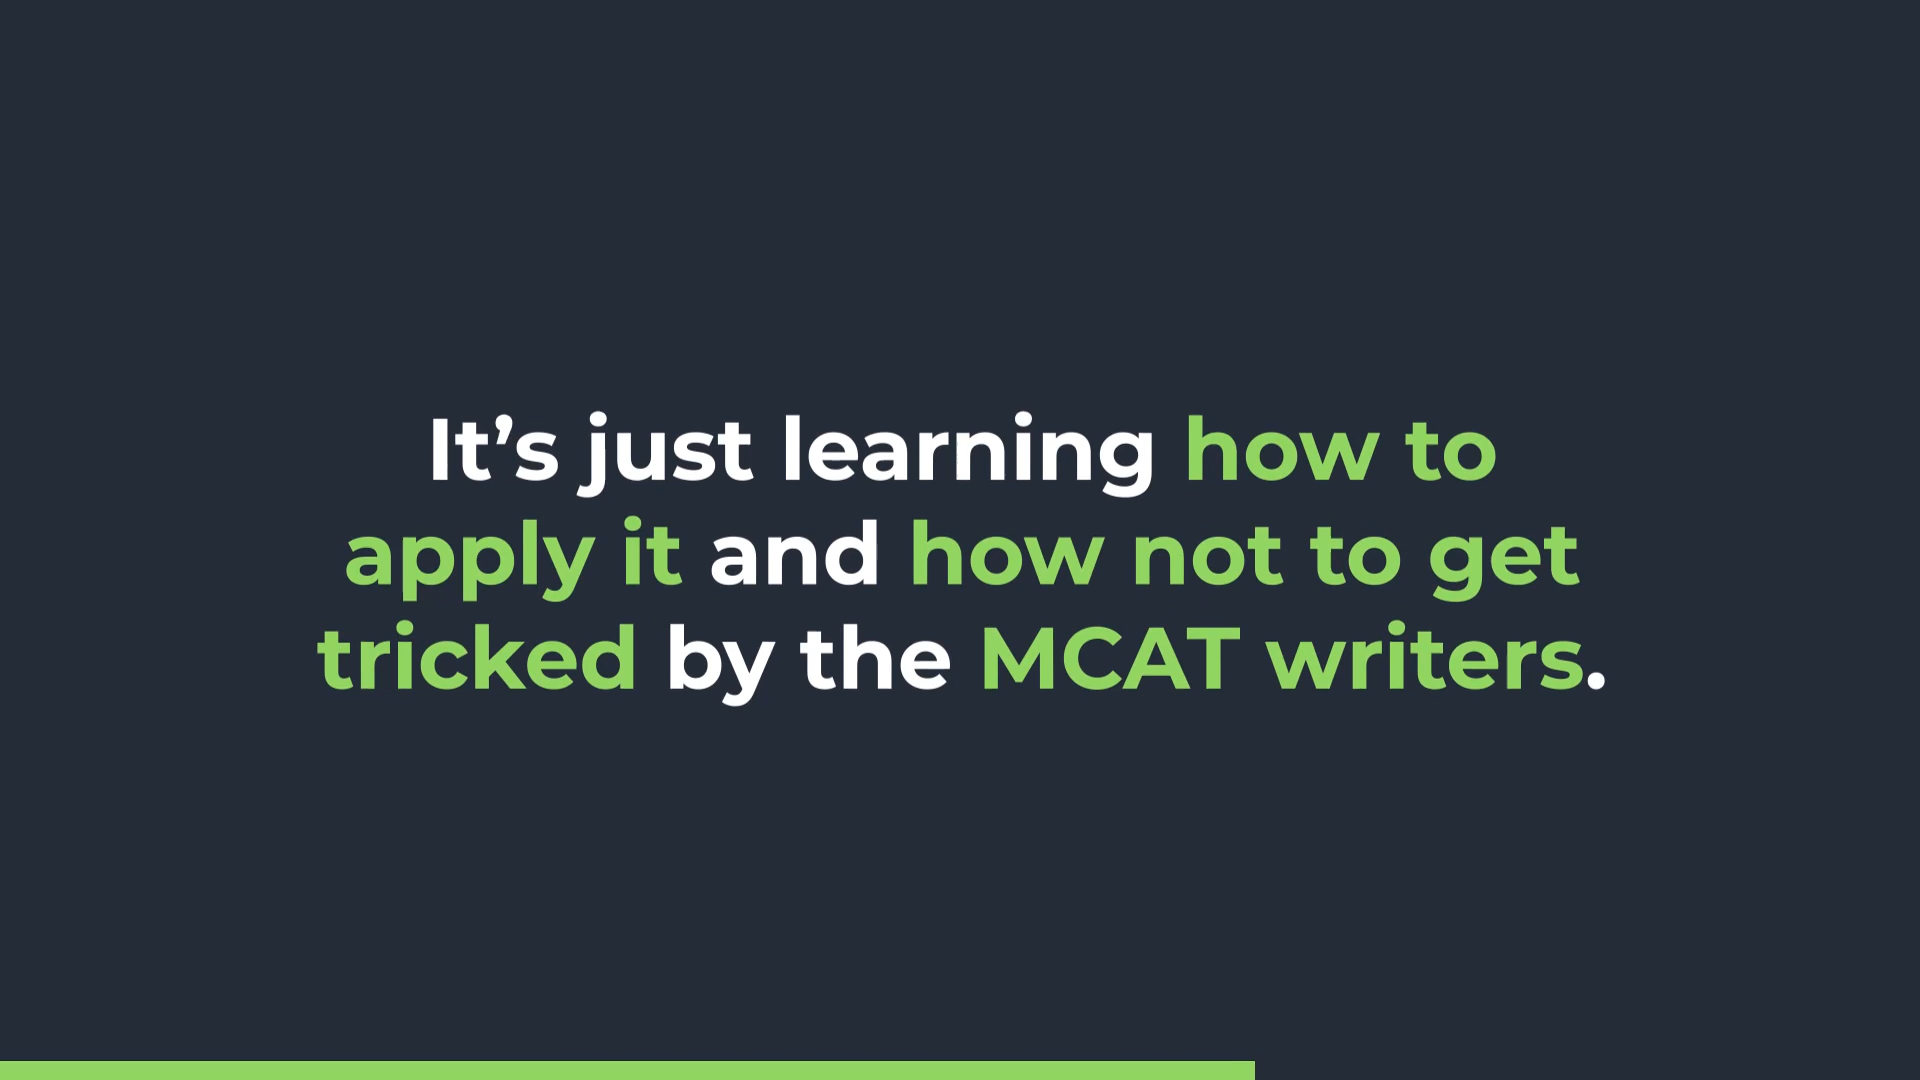 It’s just learning how to
apply it and how not to get
tricked by the MCAT writers.